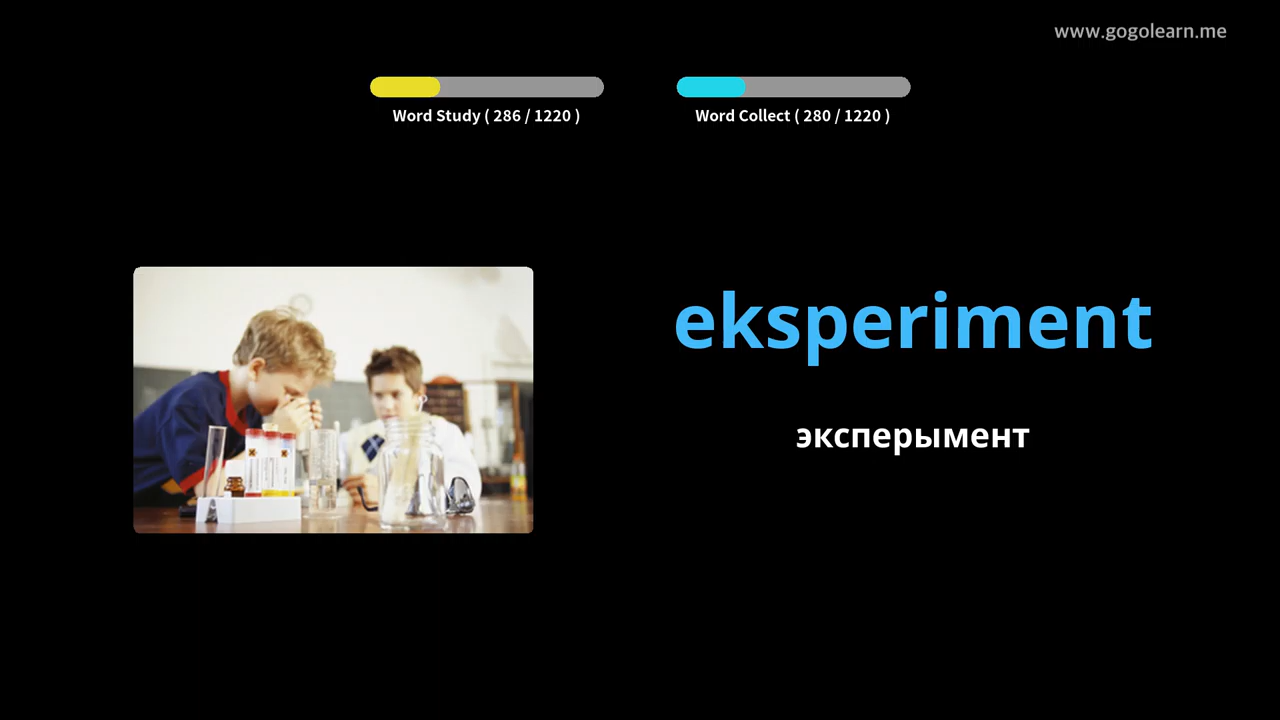 www.gogolearn.me
Word Study ( 286 / 1220 )
Word Collect ( 280 / 1220 )
eksperiment
эксперымент